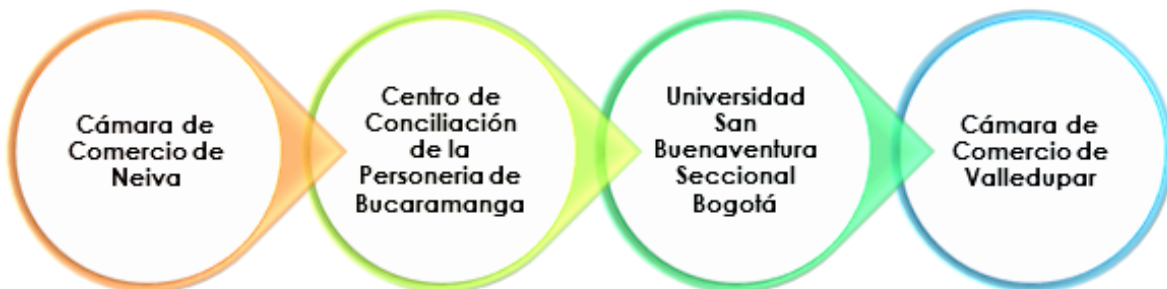 Cámara de
Comercio de
Neiva
Centro de
Conciliación
de la
Personeria de
Bucaramanga
Universidad
San
Buenaventura
Seccional
Bogotá
Cámara de
Comercio de
Valledupar